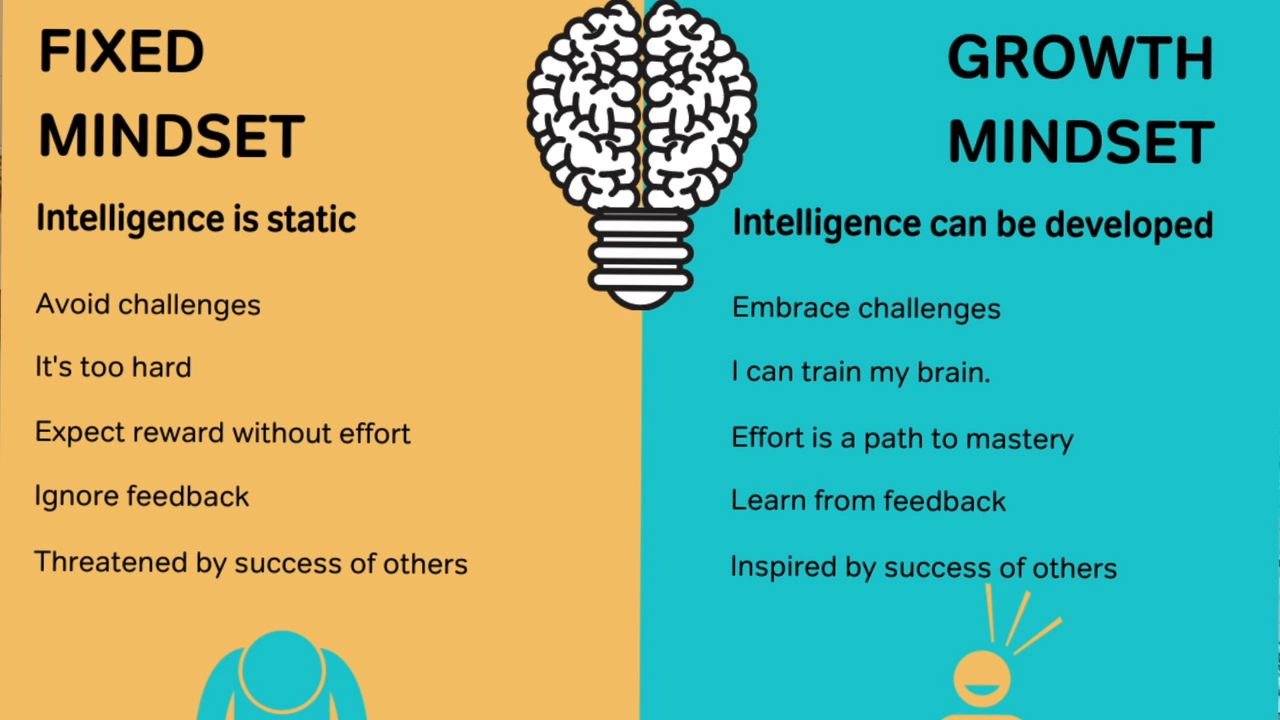 FIXED
MINDSET
Intelligence is static
Avoid challenges
It's too hard
Expect reward without effort
Ignore feedback
Threatened by success of others
GROWTH
MINDSET
Intelligence can be developed
Embrace challenges
I can train my brain.
Effort is a path to mastery
Learn from feedback
Inspired by success of others